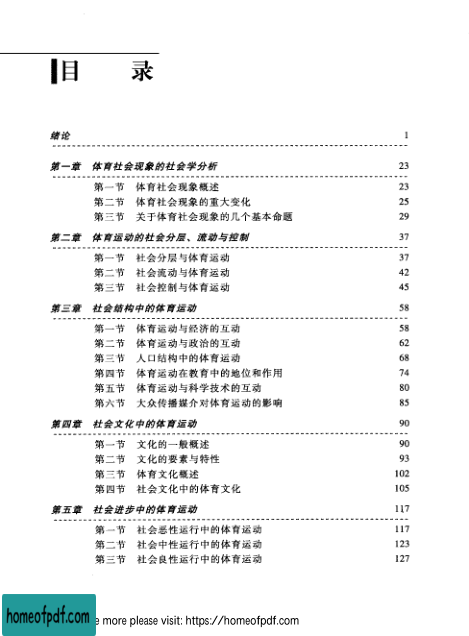 目 录
绪论 1
第一章 体育社会现象的社会学分析 23
第一节 体育社会现象概述 23
第二节 体育社会现象的重大变化 25
第三节 关于体育社会现象的几个基本命题 29
第二章 体育运动的社会分层、流动与控制 37
第一节 社会分层与体育运动 37
第二节 社会流动与体育运动 42
第三节 社会控制与体育运动 45
第三章 社会结构中的体育运动 58
第一节 体育运动与经济的互动 58
第二节 体育运动与政治的互动 62
第三节 人口结构中的体育运动 68
第四节 体育运动在教育中的地位和作用 74
第五节 体育运动与科学技术的互动 80
第六节 大众传播媒介对体育运动的影响 85
第四章 社会文化中的体育运动 90
第一节 文化的一般概述 90
第二节 文化的要素与特性 93
第三节 体育文化概述 102
第四节 社会文化中的体育文化 105
第五章 社会进步中的体育运动 117
第一节 社会恶性运行中的体育运动 117
第二节 社会中性运行中的体育运动 123
第三节 社会良性运行中的体育运动 127
homeofpdf.com
e more please visit: https://homeofpdf.com